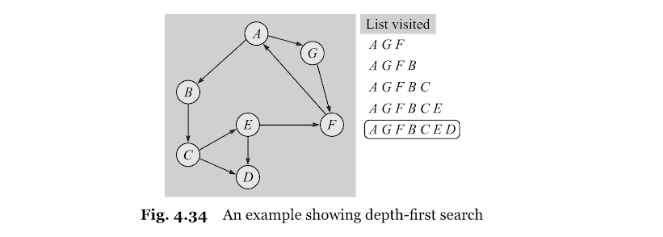 A
G
B
E
F
C
D
List visited
A G F
A G F B
A G F B C
A G F B C E
A G F B C E D
Fig. 4.34 An example showing depth-first search